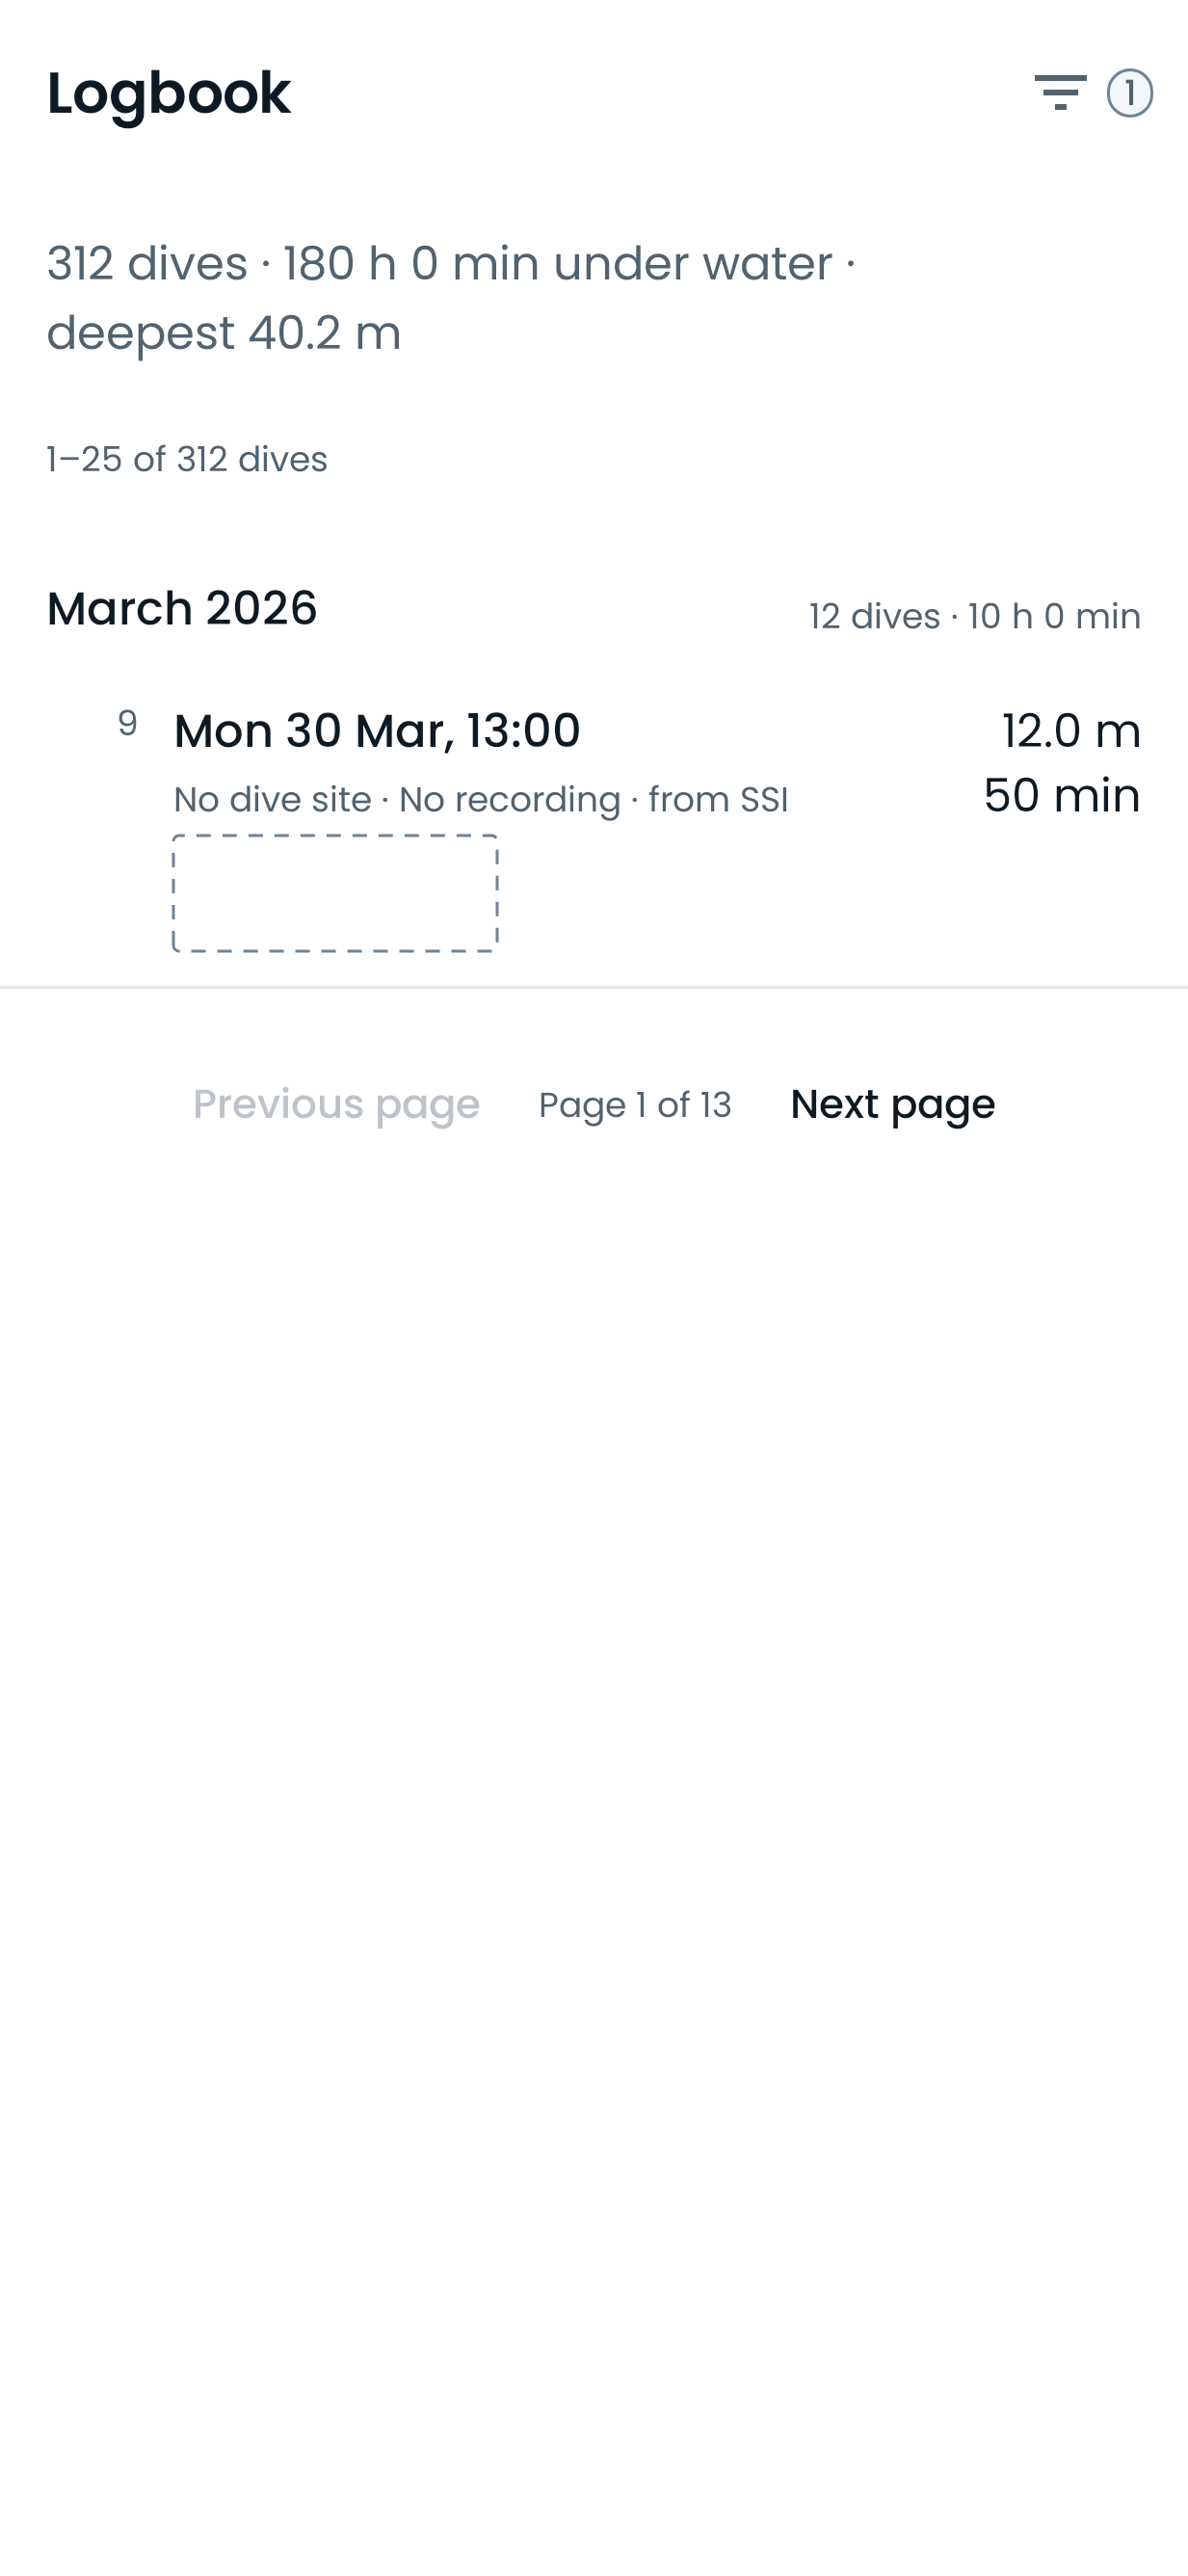 Logbook
1
312 dives · 180 h 0 min under water ·
deepest 40.2 m
1–25 of 312 dives
March 2026
12 dives · 10 h 0 min
9
Mon 30 Mar, 13:00
12.0 m
No dive site · No recording · from SSI
50 min
Previous page
Page 1 of 13
Next page